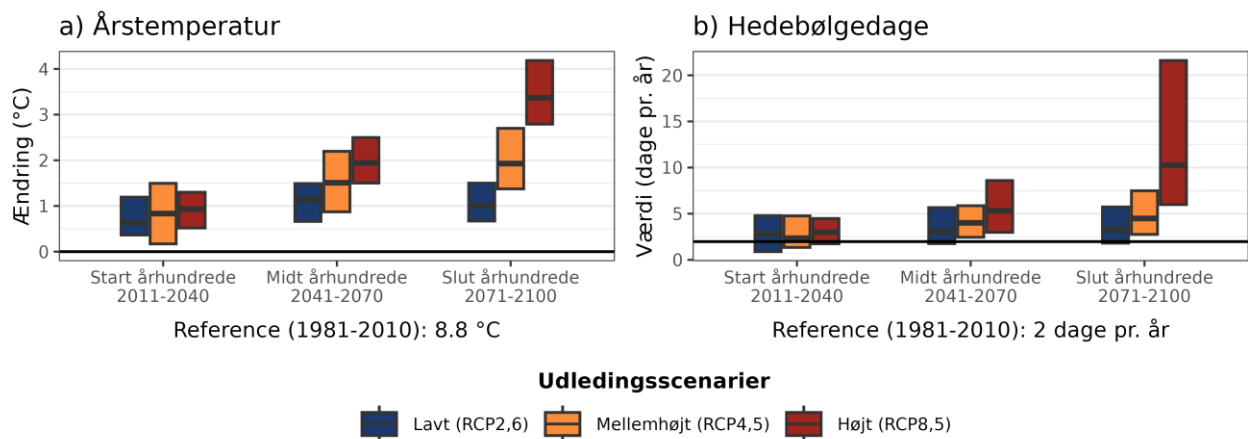 a) Årstemperatur
Ændring (°C)
4
3
2
1
0
Start århundrede
2011-2040
Midt århundrede
2041-2070
Slut århundrede
2071-2100
Reference (1981-2010): 8.8 °C
b) Hedebølgedage
Værdi (dage pr. år)
20
15
10
5
0
Start århundrede
2011-2040
Midt århundrede
2041-2070
Slut århundrede
2071-2100
Reference (1981-2010): 2 dage pr. år
Udledingsscenarier
Lavt (RCP2,6)
Mellemhøjt (RCP4,5)
Højt (RCP8,5)